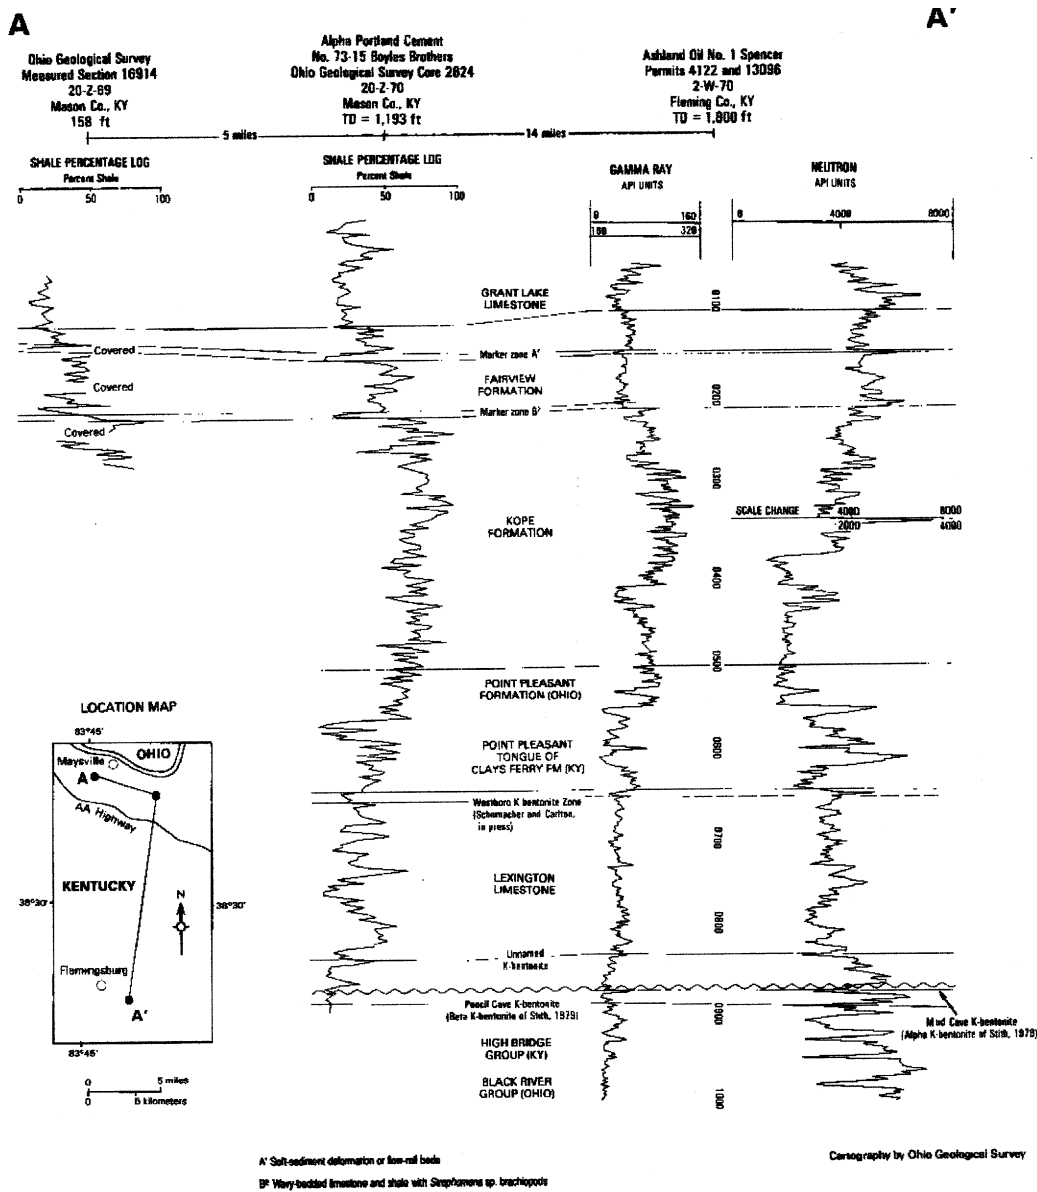 A
A'
Ohio Geological Survey
Measured Section 16914
20-Z-89
Mason Co., KY
158 ft
Alpha Portland Cement
No. 73-15 Boyles Brothers
Ohio Geological Survey Core 2624
20-Z-70
Mason Co., KY
TD = 1,193 ft
Ashland Oil No. 1 Spencer
Permits 4122 and 13096
2-W-70
Fleming Co., KY
TD = 1,800 ft
5 miles
14 miles
SHALE PERCENTAGE LOG
Percent Shale
0 50 100
SHALE PERCENTAGE LOG
Percent Shale
0 50 100
GAMMA RAY
API UNITS
0 160
160 320
NEUTRON
API UNITS
0 4000 8000
GRANT LAKE
LIMESTONE
0100
Covered
Marker zone A'
Covered
FAIRVIEW
FORMATION
0200
Marker zone B²
Covered
0300
KOPE
FORMATION
SCALE CHANGE 4000 8000
2000 4000
0400
0500
POINT PLEASANT
FORMATION (OHIO)
POINT PLEASANT
TONGUE OF
CLAYS FERRY FM (KY)
0600
Westboro K bentonite Zone
(Schumacher and Carlton,
in press)
0700
LEXINGTON
LIMESTONE
0800
Unnamed
K-bentonite
Pencil Cave K-bentonite
(Beta K-bentonite of Stith, 1979)
0900
Mud Cave K-bentonite
(Alpha K-bentonite of Stith, 1979)
HIGH BRIDGE
GROUP (KY)
BLACK RIVER
GROUP (OHIO)
1000
LOCATION MAP
83°45'
OHIO
Maysville
A
AA Highway
KENTUCKY
N
38°30'
38°30'
Flemingsburg
A'
83°45'
0 5 miles
0 5 kilometers
A' Soft-sediment deformation or flow-roll beds
B² Wavy-bedded limestone and shale with Strophomena sp. brachiopods
Cartography by Ohio Geological Survey